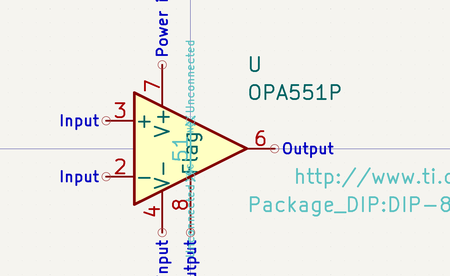 Power i
Unconnected
7
U
OPA551P
Input
3
+
V+
51
Flag
6
Output
Input
2
V-
4
8
http://www.ti.c
Package_DIP:DIP-8
Input
utput